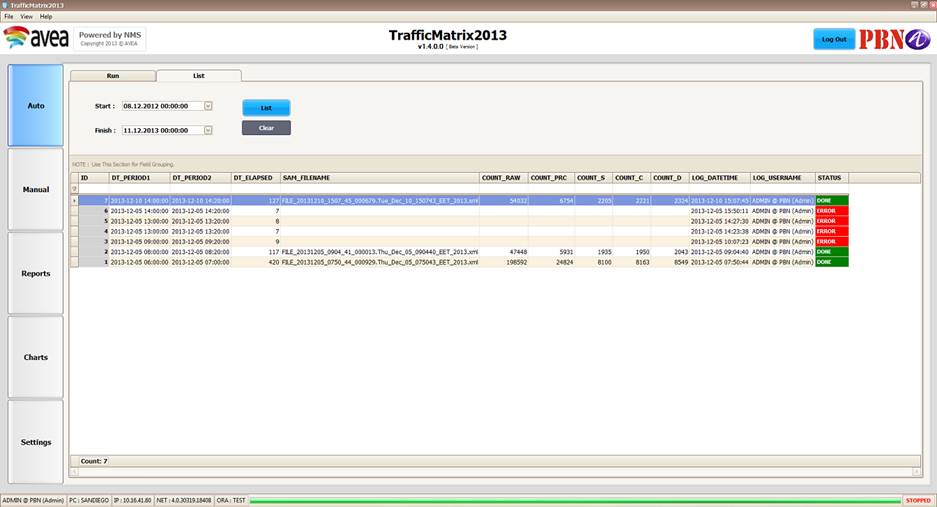 TrafficMatrix2013
File View Help
avea
Powered by NMS
Copyright 2013 © AVEA
TrafficMatrix2013
v1.4.0.0 [ Beta Version ]
Log Out
PBN
Auto
Manual
Reports
Charts
Settings
Run List
Start : 08.12.2012 00:00:00 List
Finish : 11.12.2013 00:00:00 Clear
NOTE : Use This Section for Field Grouping.
ID DT_PERIOD1 DT_PERIOD2 DT_ELAPSED SAM_FILENAME COUNT_RAW COUNT_PRC COUNT_S COUNT_C COUNT_D LOG_DATETIME LOG_USERNAME STATUS
7 2013-12-10 14:00:00 2013-12-10 14:20:00 127 FILE_20131210_1507_45_000679.Tue_Dec_10_150743_EET_2013.xml 54032 6754 2205 2221 2324 2013-12-10 15:07:45 ADMIN @ PBN (Admin) DONE
6 2013-12-05 14:00:00 2013-12-05 14:20:00 7 2013-12-05 15:50:11 ADMIN @ PBN (Admin) ERROR
5 2013-12-05 13:00:00 2013-12-05 13:20:00 8 2013-12-05 14:27:30 ADMIN @ PBN (Admin) ERROR
4 2013-12-05 13:00:00 2013-12-05 13:20:00 7 2013-12-05 14:23:38 ADMIN @ PBN (Admin) ERROR
3 2013-12-05 09:00:00 2013-12-05 09:20:00 9 2013-12-05 10:07:23 ADMIN @ PBN (Admin) ERROR
2 2013-12-05 08:00:00 2013-12-05 08:20:00 117 FILE_20131205_0904_41_000013.Thu_Dec_05_090440_EET_2013.xml 47448 5931 1935 1950 2043 2013-12-05 09:04:40 ADMIN @ PBN (Admin) DONE
1 2013-12-05 06:00:00 2013-12-05 07:00:00 420 FILE_20131205_0750_44_000929.Thu_Dec_05_075043_EET_2013.xml 198592 24824 8100 8163 8549 2013-12-05 07:50:44 ADMIN @ PBN (Admin) DONE
Count: 7
ADMIN @ PBN (Admin) PC : SANDIEGO IP : 10.16.41.60 NET : 4.0.30319.18408 ORA : TEST STOPPED